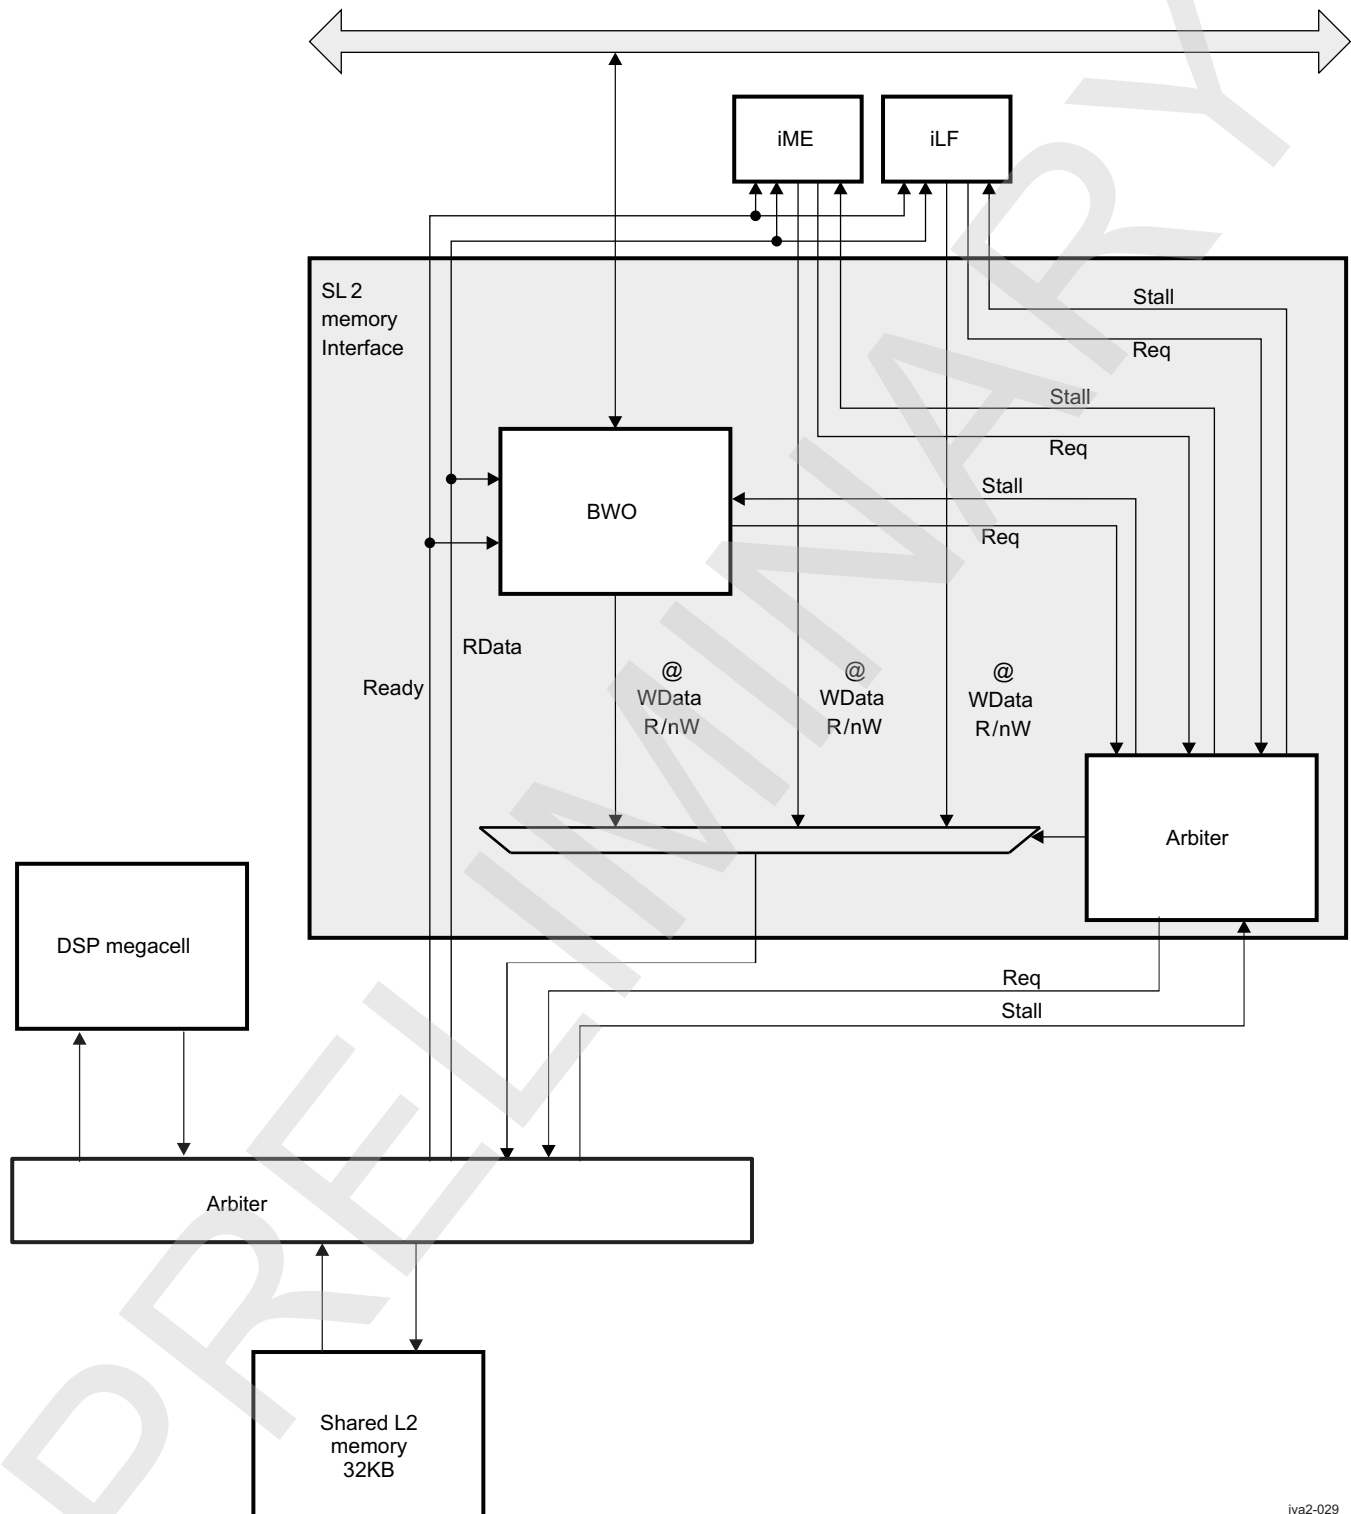 iME
iLF
SL 2
memory
Interface
Stall
Req
Stall
Req
Stall
Req
BWO
RData
Ready
@
WData
R/nW
@
WData
R/nW
@
WData
R/nW
Arbiter
DSP megacell
Req
Stall
Arbiter
Shared L2
memory
32KB
iva2-029
PRELIMINARY